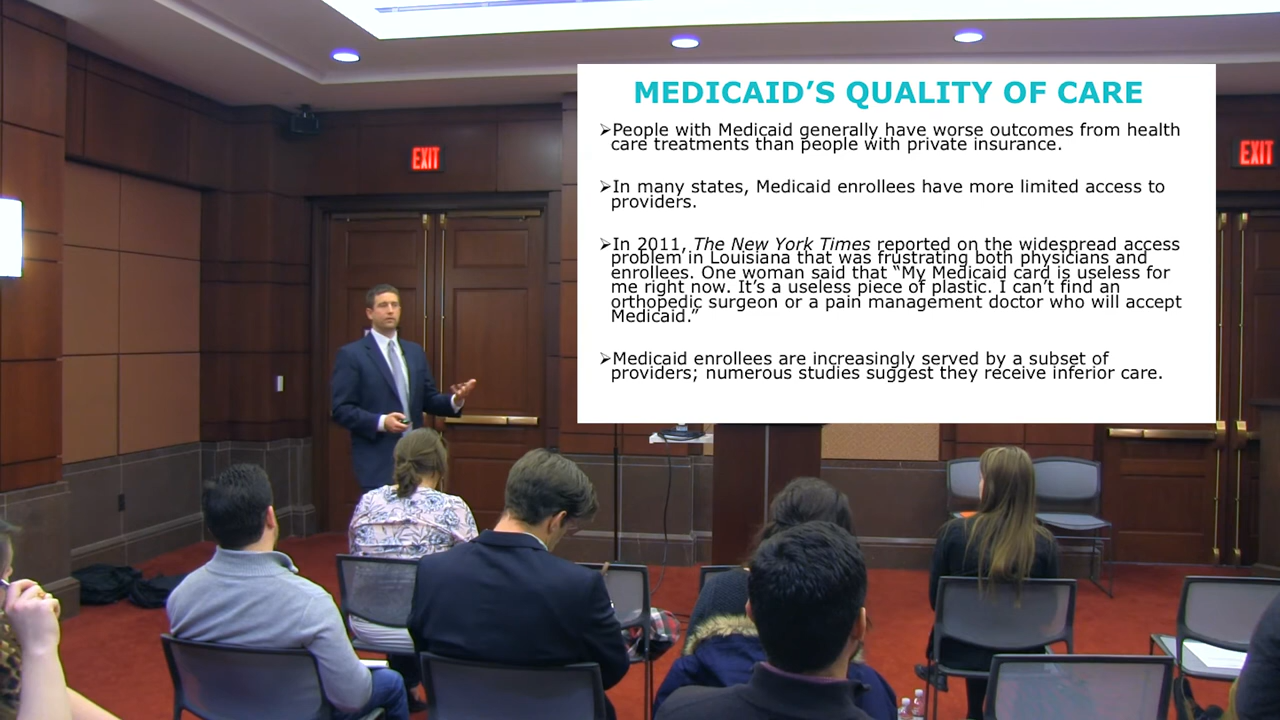 MEDICAID'S QUALITY OF CARE
➢People with Medicaid generally have worse outcomes from health
care treatments than people with private insurance.
➢In many states, Medicaid enrollees have more limited access to
providers.
➢In 2011, The New York Times reported on the widespread access
problem in Louisiana that was frustrating both physicians and
enrollees. One woman said that “My Medicaid card is useless for
me right now. It’s a useless piece of plastic. I can’t find an
orthopedic surgeon or a pain management doctor who will accept
Medicaid.”
➢Medicaid enrollees are increasingly served by a subset of
providers; numerous studies suggest they receive inferior care.
EXIT
EXIT